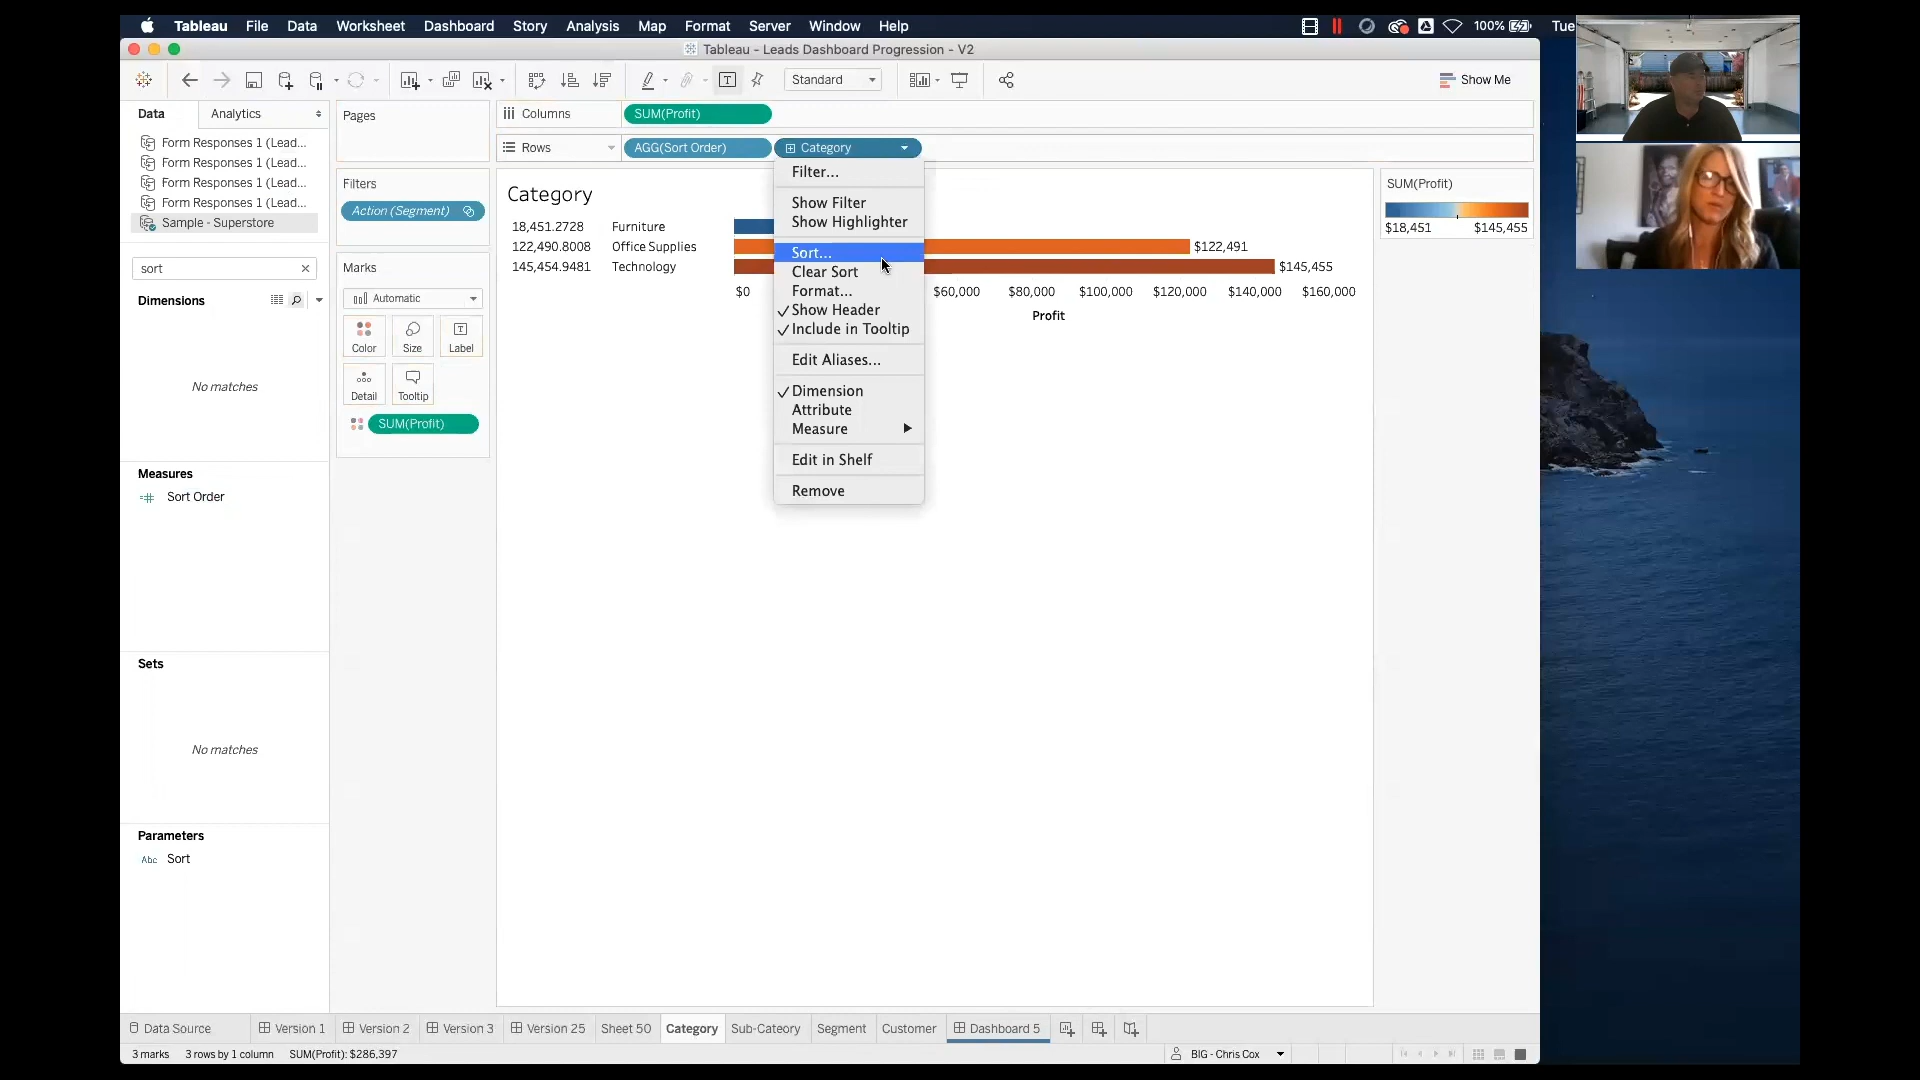 Tableau File Data Worksheet Dashboard Story Analysis Map Format Server Window Help 100% Tue
Tableau - Leads Dashboard Progression - V2
Standard Show Me
Data Analytics
Form Responses 1 (Lead...
Form Responses 1 (Lead...
Form Responses 1 (Lead...
Form Responses 1 (Lead...
Sample - Superstore
sort
Dimensions
No matches
Measures
Sort Order
Sets
No matches
Parameters
Abc Sort
Pages
Filters
Action (Segment)
Marks
Automatic
Color Size Label
Detail Tooltip
SUM(Profit)
Columns SUM(Profit)
Rows AGG(Sort Order) Category
Category
18,451.2728 Furniture
122,490.8008 Office Supplies $122,491
145,454.9481 Technology $145,455
$0 $60,000 $80,000 $100,000 $120,000 $140,000 $160,000
Profit
Filter...
Show Filter
Show Highlighter
Sort...
Clear Sort
Format...
Show Header
Include in Tooltip
Edit Aliases...
Dimension
Attribute
Measure
Edit in Shelf
Remove
SUM(Profit)
$18,451 $145,455
Data Source Version 1 Version 2 Version 3 Version 25 Sheet 50 Category Sub-Cateory Segment Customer Dashboard 5
3 marks 3 rows by 1 column SUM(Profit): $286,397 BIG - Chris Cox